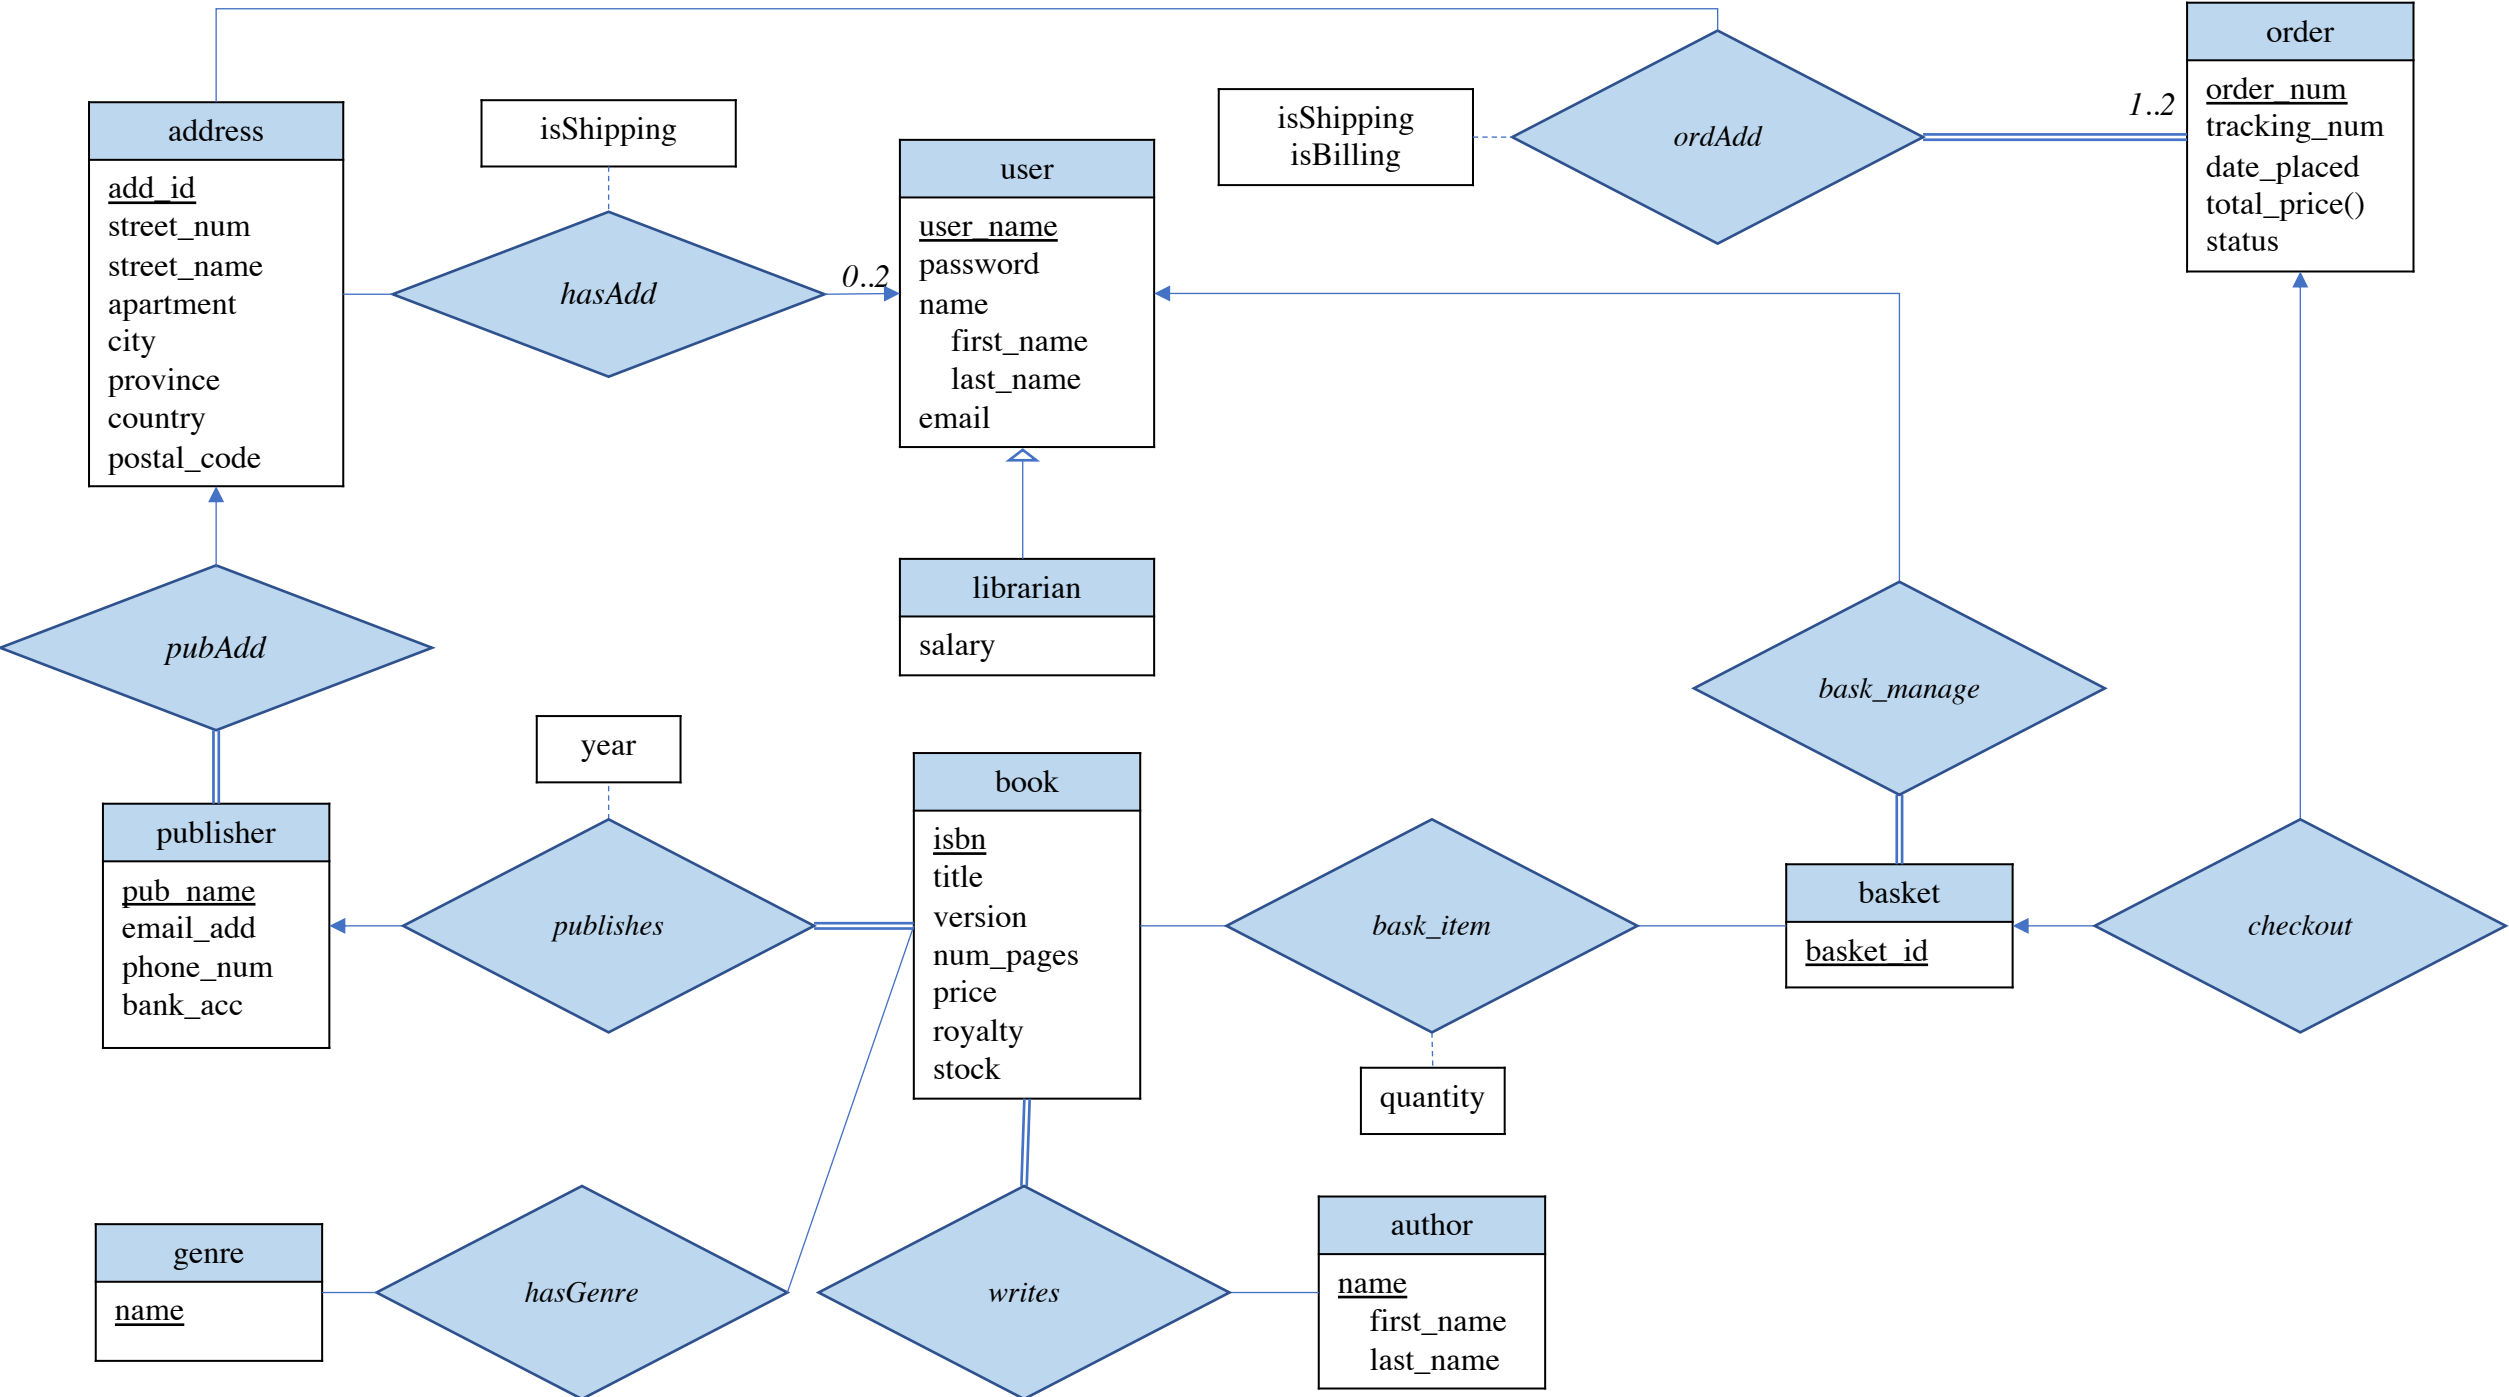 order
order_num
tracking_num
date_placed
total_price()
status
1..2
ordAdd
isShipping
isBilling
address
add_id
street_num
street_name
apartment
city
province
country
postal_code
isShipping
hasAdd
0..2
user
user_name
password
name
first_name
last_name
email
librarian
salary
pubAdd
bask_manage
year
publisher
pub_name
email_add
phone_num
bank_acc
publishes
book
isbn
title
version
num_pages
price
royalty
stock
bask_item
quantity
basket
basket_id
checkout
genre
name
hasGenre
writes
author
name
first_name
last_name